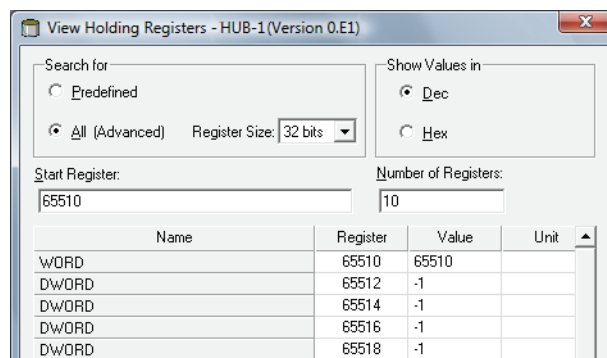 View Holding Registers - HUB-1(Version 0.E1)
Search for
Show Values in
Predefined
Dec
All (Advanced) Register Size: 32 bits
Hex
Start Register:
Number of Registers:
65510
10
Name Register Value Unit
WORD 65510 65510
DWORD 65512 -1
DWORD 65514 -1
DWORD 65516 -1
DWORD 65518 -1